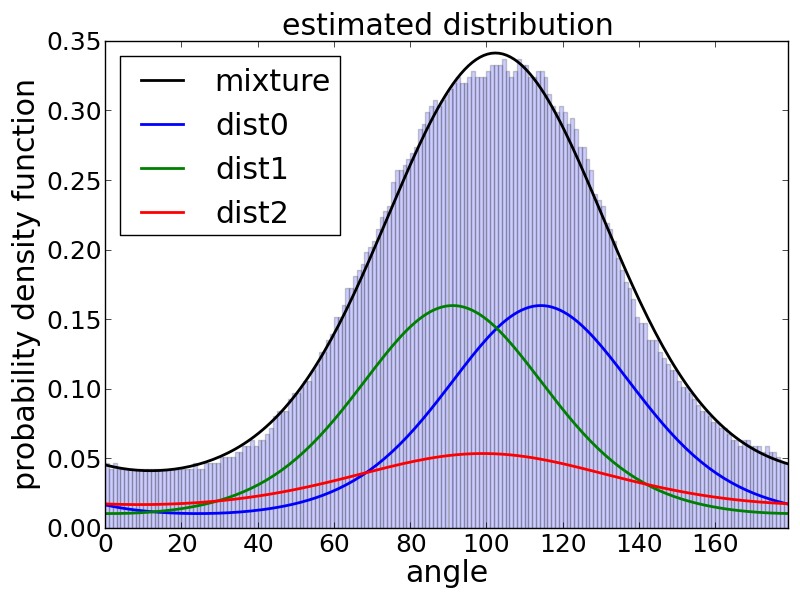 estimated distribution
probability density function
0.35
0.30
0.25
0.20
0.15
0.10
0.05
0.00
mixture
dist0
dist1
dist2
0 20 40 60 80 100 120 140 160
angle